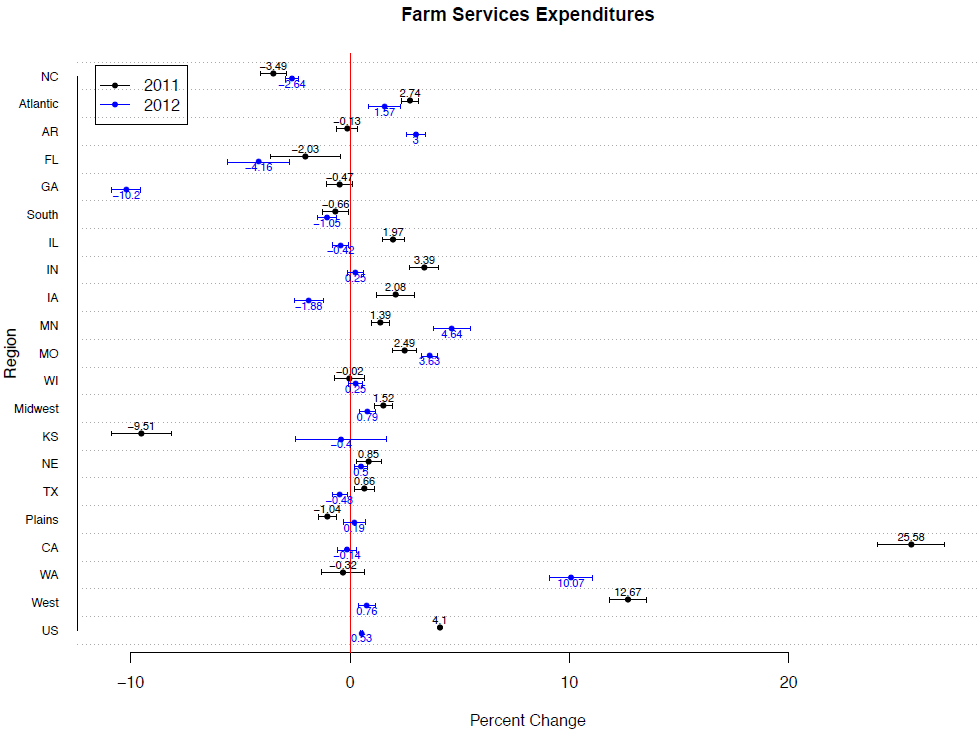 Farm Services Expenditures
2011
2012
NC
−3.49
−2.64
Atlantic
2.74
1.57
AR
−0.13
3
FL
−2.03
−4.16
GA
−0.47
−10.2
South
−0.66
−1.05
IL
1.97
−0.42
IN
3.39
0.25
IA
2.08
−1.88
MN
1.39
4.64
MO
2.49
3.63
WI
−0.02
0.25
Midwest
1.52
0.79
KS
−9.51
−0.4
NE
0.85
0.5
TX
0.66
−0.48
Plains
−1.04
0.19
CA
25.58
−0.14
WA
−0.32
10.07
West
12.67
0.76
US
4.1
0.53
Region
−10 0 10 20
Percent Change